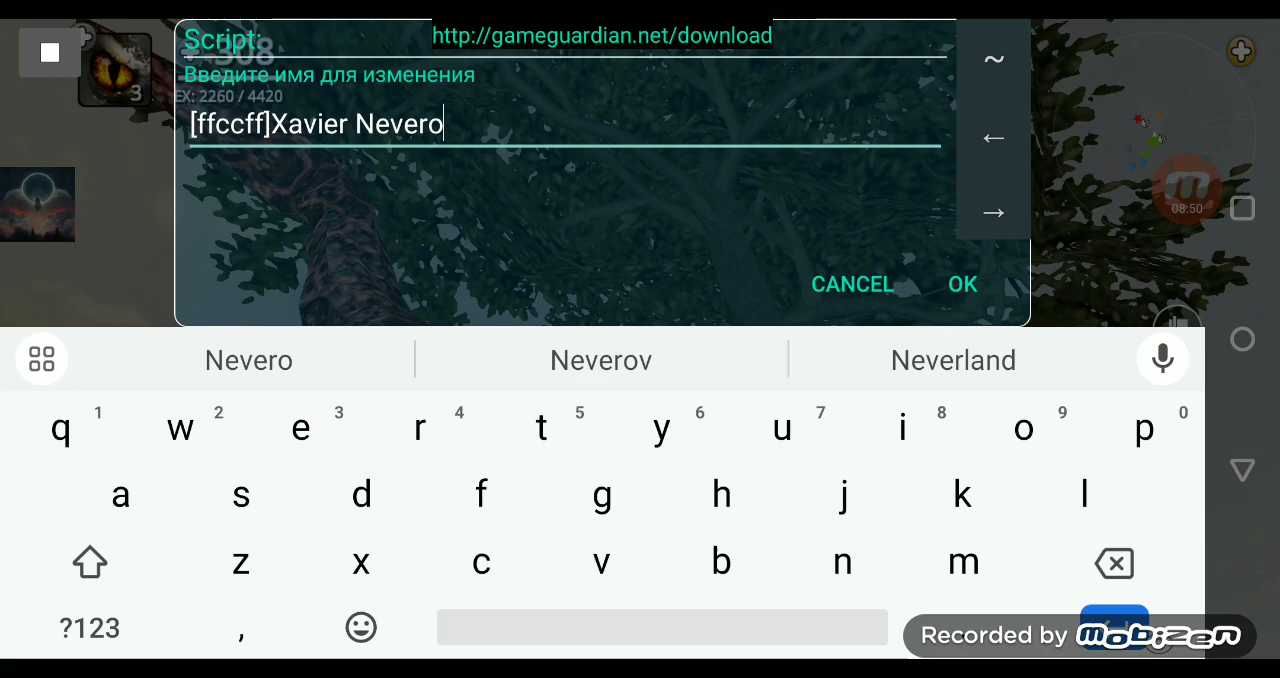 http://gameguardian.net/download
Script:
308
Введите имя для изменения
EX: 2260 / 4420
[ffccff]Xavier Nevero
3
~
←
→
08:50
CANCEL OK
Nevero Neverov Neverland
1 2 3 4 5 6 7 8 9 0
q w e r t y u i o p
a s d f g h j k l
z x c v b n m
?123 ,
Recorded by mobizen